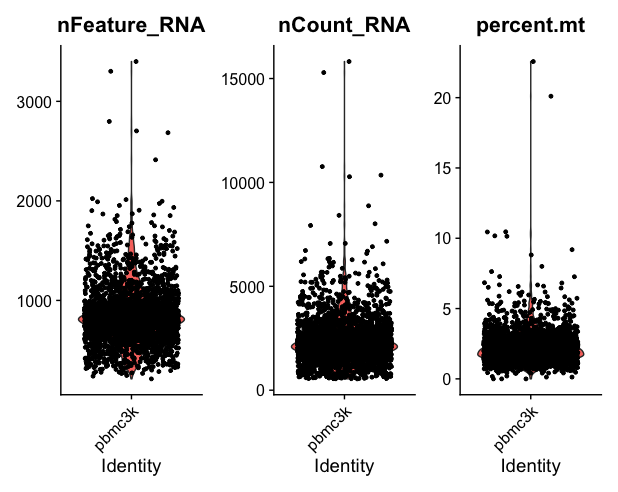 nFeature_RNA
3000
2000
1000
pbmc3k
Identity
nCount_RNA
15000
10000
5000
0
pbmc3k
Identity
percent.mt
20
15
10
5
0
pbmc3k
Identity